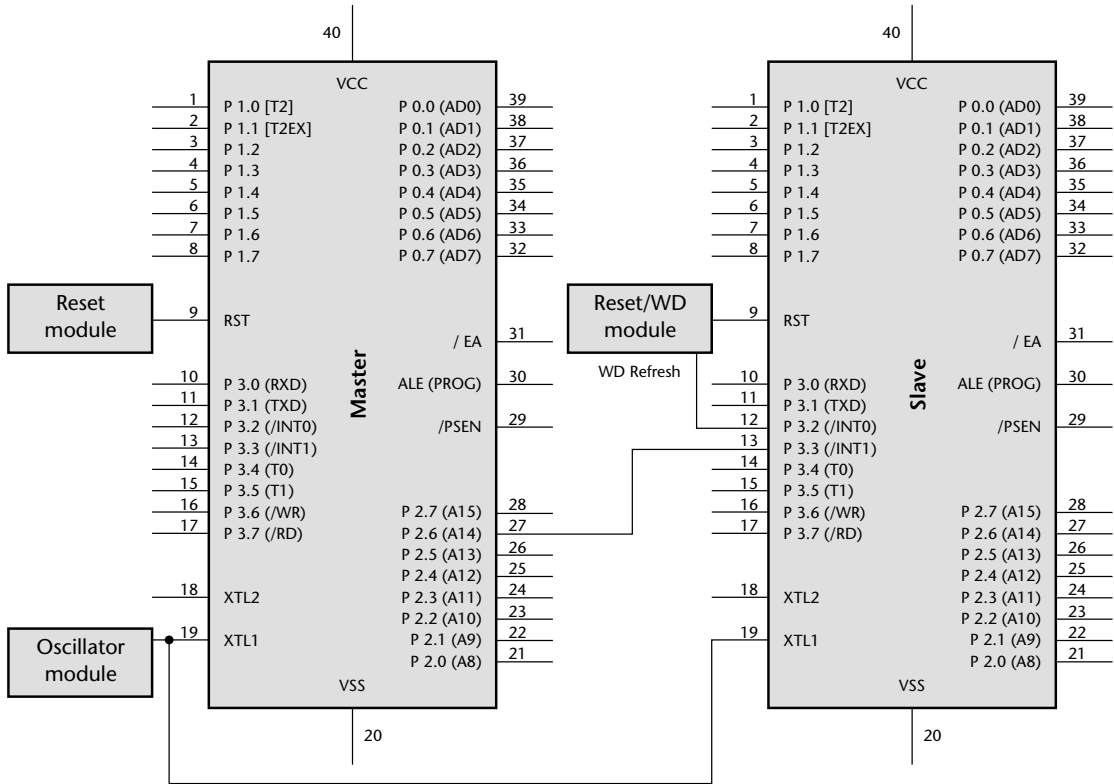 40
VCC
1 P 1.0 [T2] P 0.0 (AD0) 39
2 P 1.1 [T2EX] P 0.1 (AD1) 38
3 P 1.2 P 0.2 (AD2) 37
4 P 1.3 P 0.3 (AD3) 36
5 P 1.4 P 0.4 (AD4) 35
6 P 1.5 P 0.5 (AD5) 34
7 P 1.6 P 0.6 (AD6) 33
8 P 1.7 P 0.7 (AD7) 32
Reset
module
9 RST
/ EA 31
Master
10 P 3.0 (RXD) ALE (PROG) 30
11 P 3.1 (TXD)
12 P 3.2 (/INT0) /PSEN 29
13 P 3.3 (/INT1)
14 P 3.4 (T0)
15 P 3.5 (T1)
16 P 3.6 (/WR) P 2.7 (A15) 28
17 P 3.7 (/RD) P 2.6 (A14) 27
P 2.5 (A13) 26
P 2.4 (A12) 25
18 XTL2 P 2.3 (A11) 24
P 2.2 (A10) 23
Oscillator
module
19 XTL1 P 2.1 (A9) 22
P 2.0 (A8) 21
VSS
20
40
VCC
1 P 1.0 [T2] P 0.0 (AD0) 39
2 P 1.1 [T2EX] P 0.1 (AD1) 38
3 P 1.2 P 0.2 (AD2) 37
4 P 1.3 P 0.3 (AD3) 36
5 P 1.4 P 0.4 (AD4) 35
6 P 1.5 P 0.5 (AD5) 34
7 P 1.6 P 0.6 (AD6) 33
8 P 1.7 P 0.7 (AD7) 32
Reset/WD
module
9 RST
/ EA 31
WD Refresh
Slave
10 P 3.0 (RXD) ALE (PROG) 30
11 P 3.1 (TXD)
12 P 3.2 (/INT0) /PSEN 29
13 P 3.3 (/INT1)
14 P 3.4 (T0)
15 P 3.5 (T1)
16 P 3.6 (/WR) P 2.7 (A15) 28
17 P 3.7 (/RD) P 2.6 (A14) 27
P 2.5 (A13) 26
P 2.4 (A12) 25
18 XTL2 P 2.3 (A11) 24
P 2.2 (A10) 23
19 XTL1 P 2.1 (A9) 22
P 2.0 (A8) 21
VSS
20